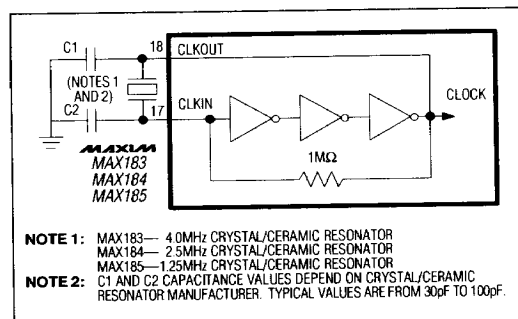 C1
18
CLKOUT
(NOTES 1
AND 2)
C2
17
CLKIN
CLOCK
1MΩ
MAXIM
MAX183
MAX184
MAX185
NOTE 1: MAX183— 4.0MHz CRYSTAL/CERAMIC RESONATOR
MAX184— 2.5MHz CRYSTAL/CERAMIC RESONATOR
MAX185—1.25MHz CRYSTAL/CERAMIC RESONATOR
NOTE 2: C1 AND C2 CAPACITANCE VALUES DEPEND ON CRYSTAL/CERAMIC
RESONATOR MANUFACTURER. TYPICAL VALUES ARE FROM 30pF TO 100pF.